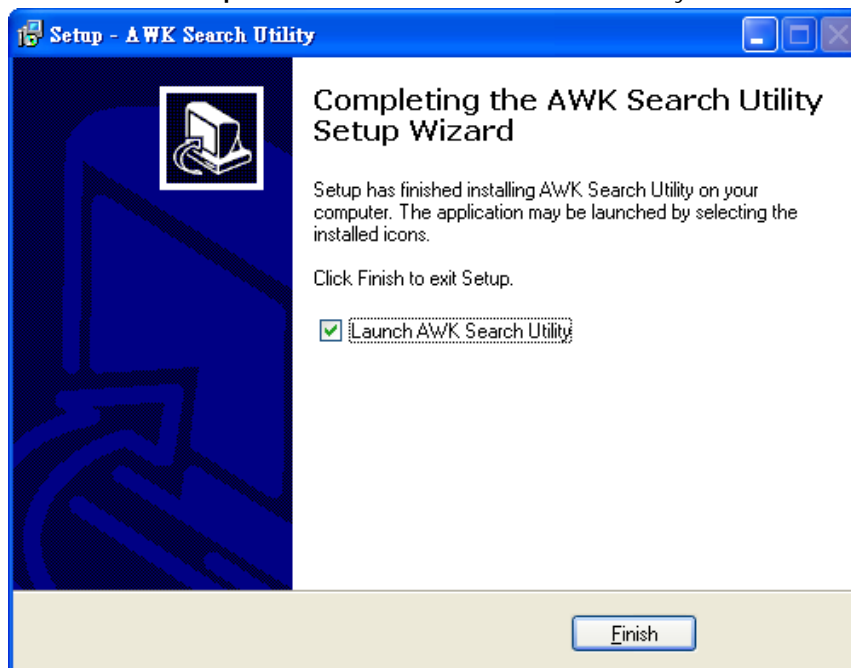 Setup - AWK Search Utility
Completing the AWK Search Utility
Setup Wizard
Setup has finished installing AWK Search Utility on your
computer. The application may be launched by selecting the
installed icons.
Click Finish to exit Setup.
Launch AWK Search Utility
Finish